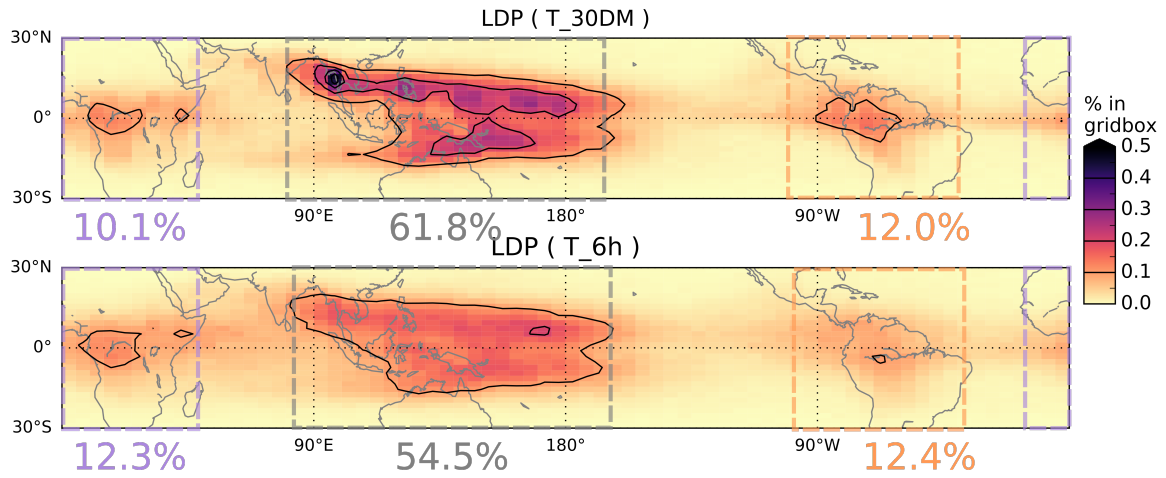 LDP ( T_30DM )
30°N
0°
30°S
90°E
180°
90°W
10.1%
61.8%
12.0%
LDP ( T_6h )
30°N
0°
30°S
90°E
180°
90°W
12.3%
54.5%
12.4%
% in
gridbox
0.5
0.4
0.3
0.2
0.1
0.0